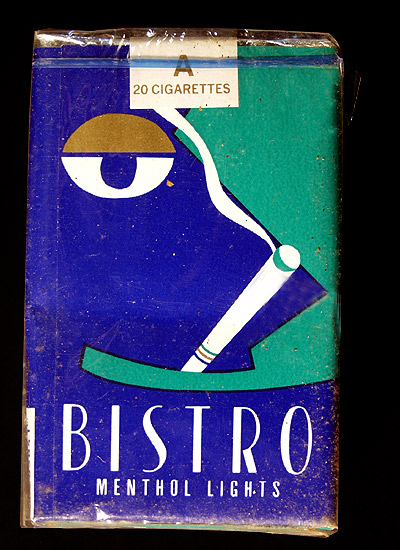 A
20 CIGARETTES
BISTRO
MENTHOL LIGHTS